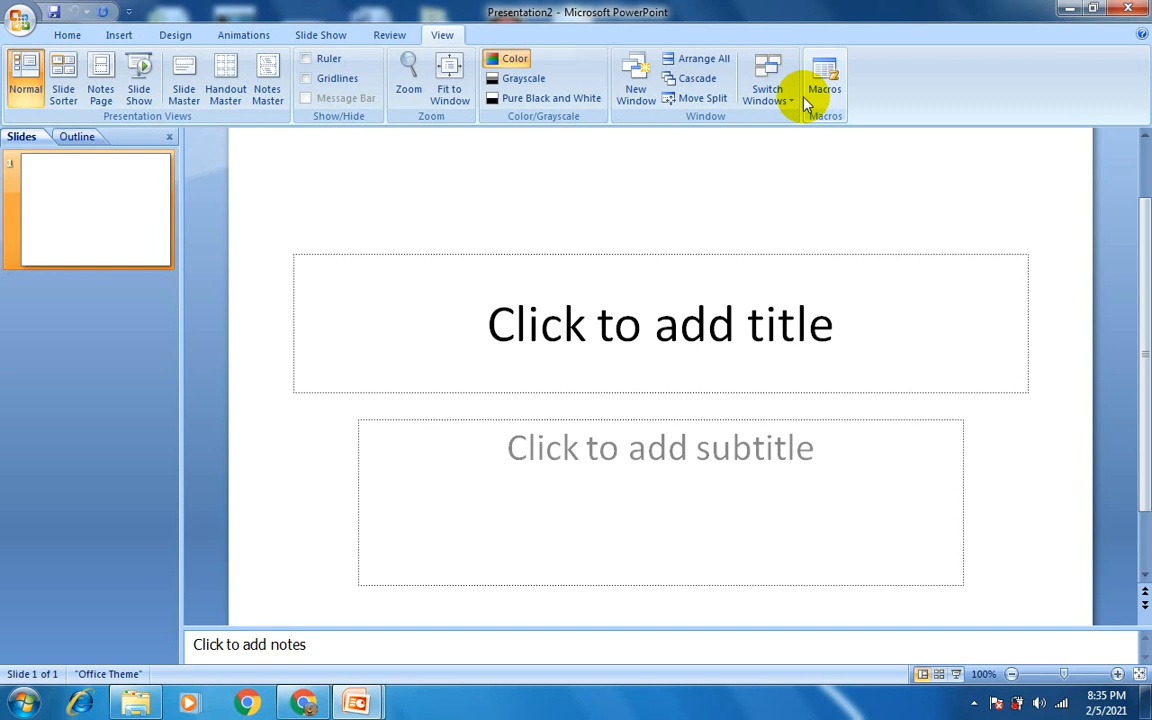 Presentation2 - Microsoft PowerPoint
Home Insert Design Animations Slide Show Review View
Normal
Slide Sorter
Notes Page
Slide Show
Slide Master
Handout Master
Notes Master
Presentation Views
Ruler
Gridlines
Message Bar
Show/Hide
Zoom
Fit to Window
Zoom
Color
Grayscale
Pure Black and White
Color/Grayscale
New Window
Arrange All
Cascade
Move Split
Switch Windows
Window
Macros
Macros
Slides Outline
1
Click to add title
Click to add subtitle
Click to add notes
Slide 1 of 1 "Office Theme" 100%
8:35 PM
2/5/2021